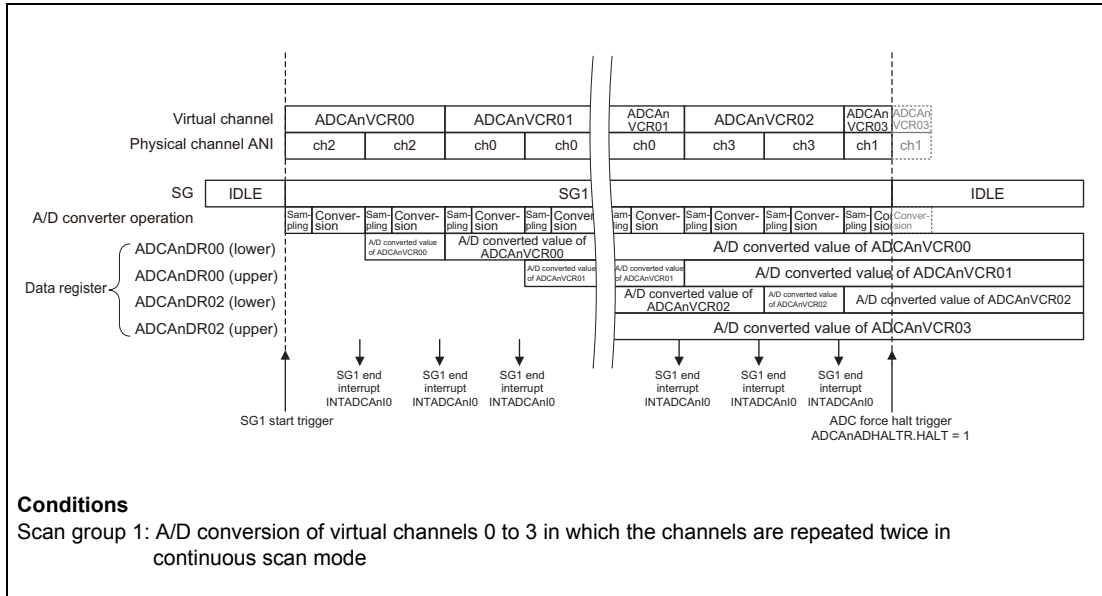 Virtual channel ADCAnVCR00 ADCAnVCR01 ADCAn VCR01 ADCAnVCR02 ADCAn VCR03 ADCAn VCR03
Physical channel ANI ch2 ch2 ch0 ch0 ch0 ch3 ch3 ch1 ch1
SG IDLE SG1 IDLE
A/D converter operation Sam-pling Conver-sion Sam-pling Conver-sion Sam-pling Conver-sion Sam-pling Conver sion am-pling Conver-sion Sam-pling Conver-sion Sam-pling Conver-sion Sam-pling Co sio Conver-sion
Data register
ADCAnDR00 (lower) A/D converted value of ADCAnVCR00 A/D converted value of ADCAnVCR00 A/D converted value of ADCAnVCR00
ADCAnDR00 (upper) A/D converted value of ADCAnVCR01 A/D converted value of ADCAnVCR01 A/D converted value of ADCAnVCR01
ADCAnDR02 (lower) A/D converted value of ADCAnVCR02 A/D converted value of ADCAnVCR02 A/D converted value of ADCAnVCR02
ADCAnDR02 (upper) A/D converted value of ADCAnVCR03
SG1 end SG1 end SG1 end SG1 end SG1 end SG1 end
interrupt interrupt interrupt interrupt interrupt interrupt
INTADCAnI0 INTADCAnI0 INTADCAnI0 INTADCAnI0 INTADCAnI0 INTADCAnI0
SG1 start trigger ADC force halt trigger
ADCAnADHALTR.HALT = 1
Conditions
Scan group 1: A/D conversion of virtual channels 0 to 3 in which the channels are repeated twice in
continuous scan mode